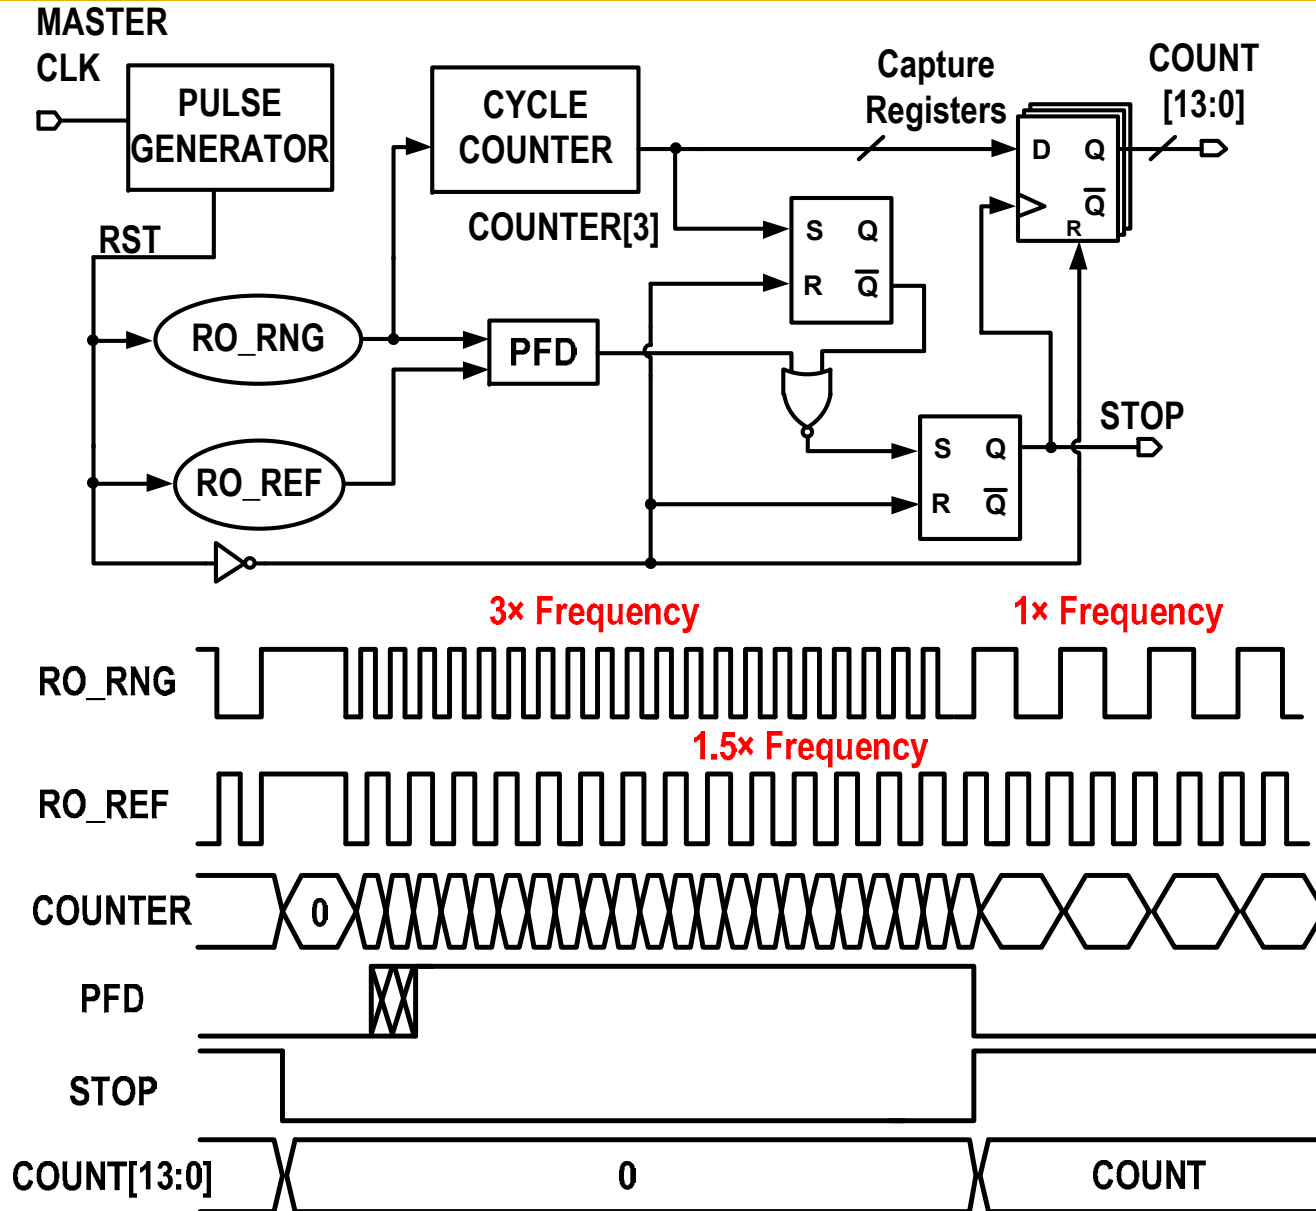 MASTER
CLK
PULSE
GENERATOR
CYCLE
COUNTER
Capture
Registers
COUNT
[13:0]
D Q
Q̅
R
COUNTER[3]
S Q
R Q̅
RST
RO_RNG
PFD
RO_REF
STOP
S Q
R Q̅
3× Frequency
1× Frequency
RO_RNG
1.5× Frequency
RO_REF
COUNTER
0
PFD
STOP
COUNT[13:0]
0
COUNT